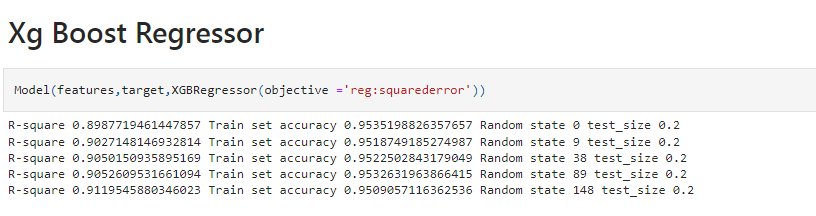 Xg Boost Regressor
Model(features,target,XGBRegressor(objective ='reg:squarederror'))
R-square 0.8987719461447857 Train set accuracy 0.9535198826357657 Random state 0 test_size 0.2
R-square 0.9027148146932814 Train set accuracy 0.9518749185274987 Random state 9 test_size 0.2
R-square 0.9050150935895169 Train set accuracy 0.9522502843179049 Random state 38 test_size 0.2
R-square 0.9052609531661094 Train set accuracy 0.9532631963866415 Random state 89 test_size 0.2
R-square 0.9119545880346023 Train set accuracy 0.9509057116362536 Random state 148 test_size 0.2